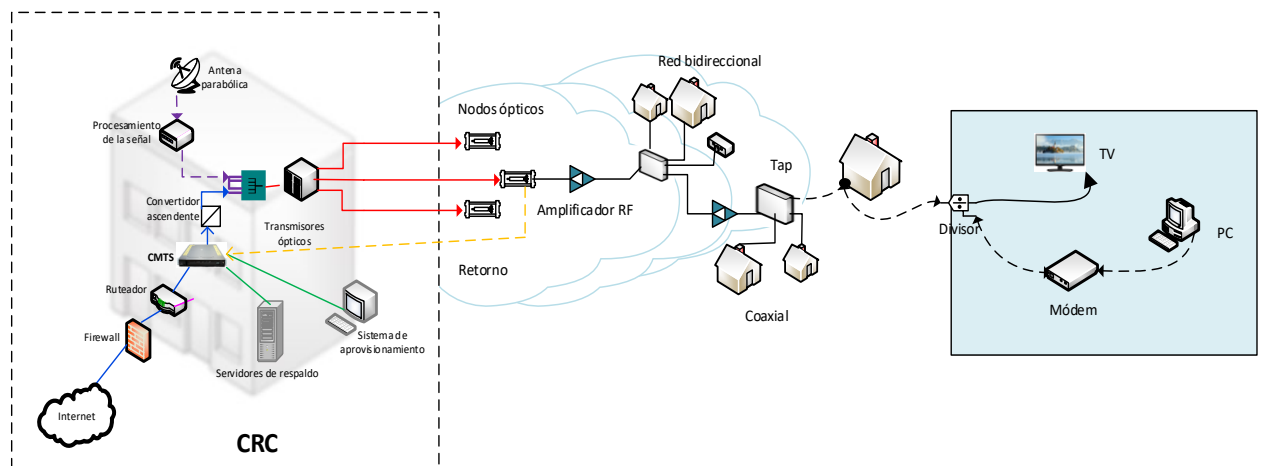 Antena
parabólica
Procesamiento
de la señal
Convertidor
ascendente
Transmisores
ópticos
CMTS
Ruteador
Firewall
Internet
Servidores de respaldo
Sistema de
aprovisionamiento
CRC
Nodos ópticos
Retorno
Amplificador RF
Red bidireccional
Tap
Coaxial
Divisor
TV
PC
Módem